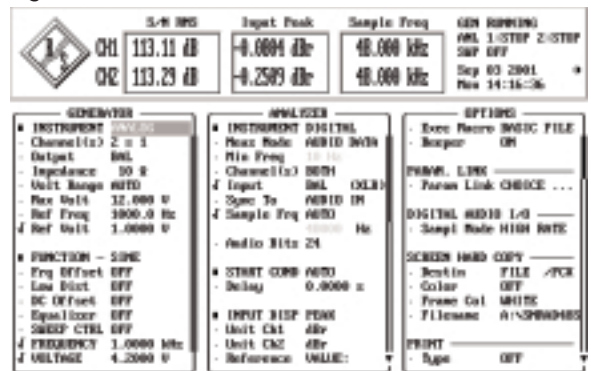 S/N RMS Input Peak Sample Freq GEN RUNNING
CH1 113.11 dB -0.0004 dBr 48.000 kHz ANL 1:STOP 2:STOP
SWP OFF
CH2 113.29 dB -0.2509 dBr 48.000 kHz Sep 03 2001
Mon 14:16:36
GENERATOR
INSTRUMENT ANALOG
Channel(s) 2 = 1
Output BAL
Impedance 10 Ω
Volt Range AUTO
Max Volt 12.000 V
Ref Freq 1000.0 Hz
Ref Volt 1.0000 V
FUNCTION - SINE
Frq Offset OFF
Low Dist OFF
DC Offset OFF
Equalizer OFF
SWEEP CTRL OFF
FREQUENCY 1.0000 kHz
VOLTAGE 4.2000 V
ANALYZER
INSTRUMENT DIGITAL
Meas Mode AUDIO DATA
Min Freq 10 Hz
Channel(s) BOTH
Input BAL (XLR)
Sync To AUDIO IN
Sample Frq AUTO
Hz
Audio Bits 24
START COND AUTO
Delay 0.0000 s
INPUT DISP PEAK
Unit Ch1 dBr
Unit Ch2 dBr
Reference VALUE:
OPTIONS
Exec Macro BASIC FILE
Beeper ON
PARAM. LINK
Param Link CHOICE ...
DIGITAL AUDIO I/O
Sampl Mode HIGH RATE
SCREEN HARD COPY
Destin FILE /PCX
Color OFF
Frame Col WHITE
Filename
PRINT
Type OFF